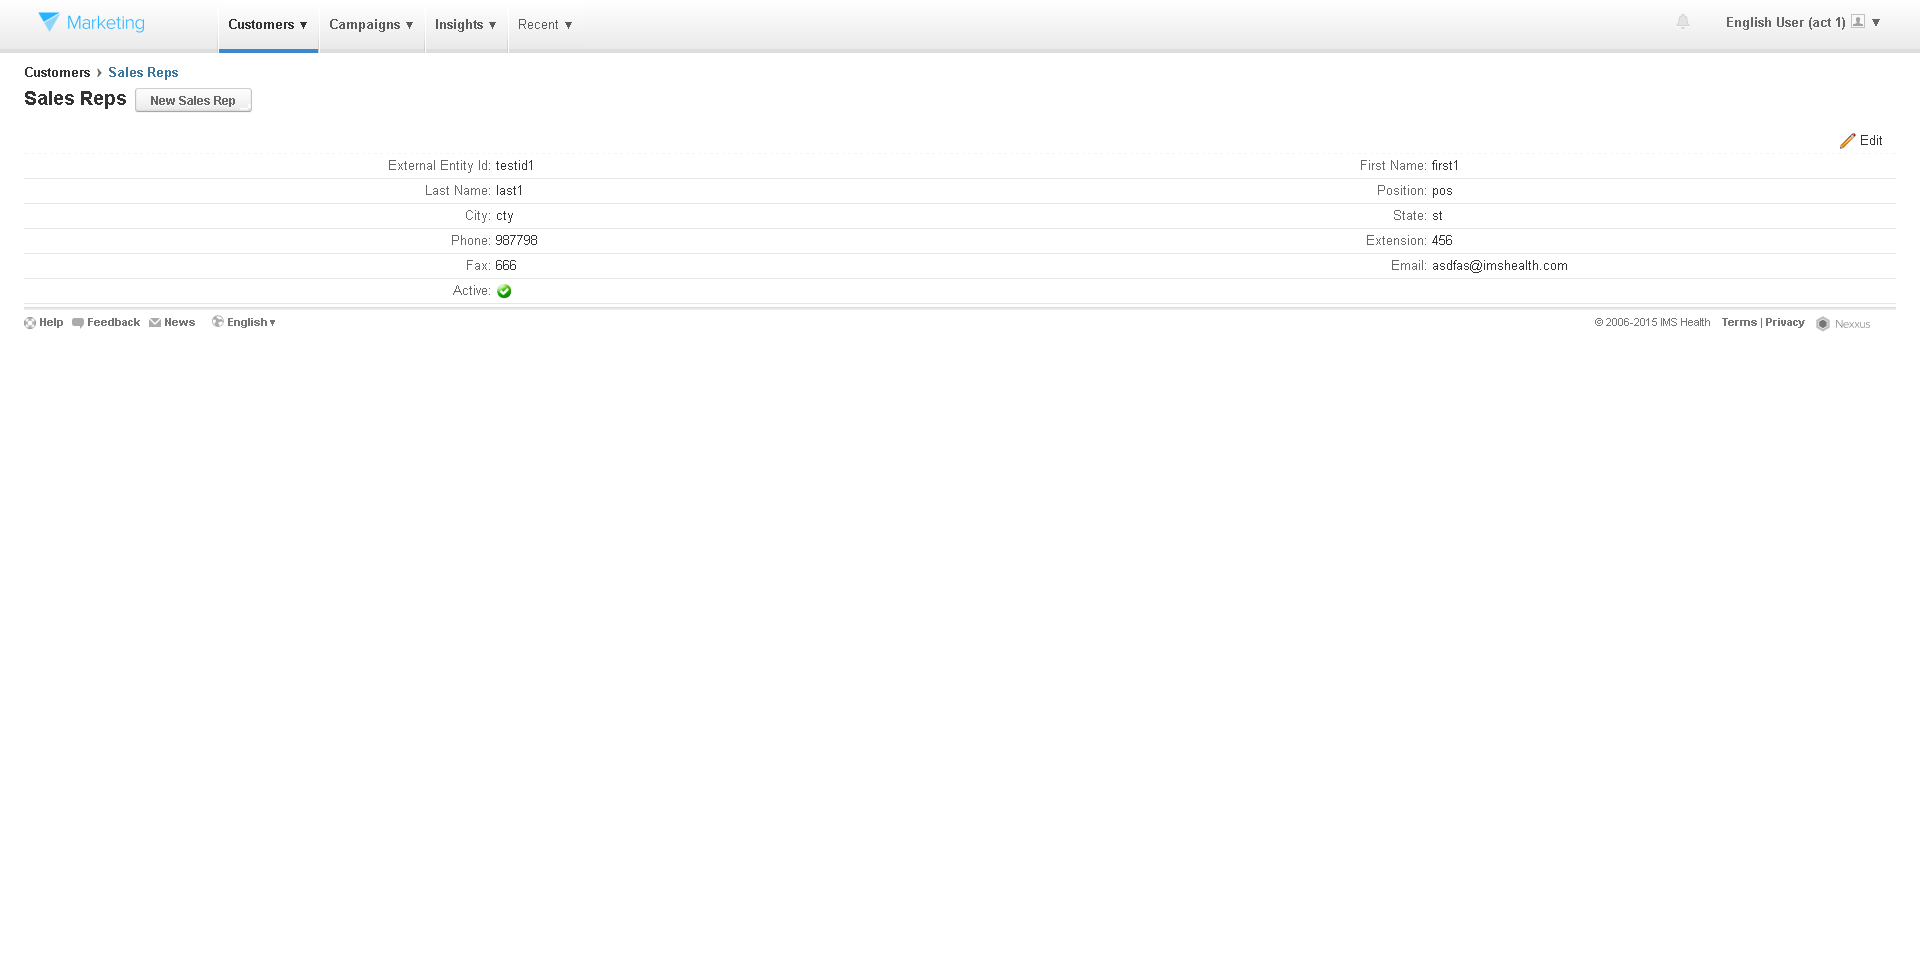 Marketing
Customers ▼ Campaigns ▼ Insights ▼ Recent ▼ English User (act 1) ▼
Customers › Sales Reps
Sales Reps New Sales Rep
Edit
External Entity Id: testid1 First Name: first1
Last Name: last1 Position: pos
City: cty State: st
Phone: 987798 Extension: 456
Fax: 666 Email: asdfas@imshealth.com
Active:
Help Feedback News English ▾ © 2006-2015 IMS Health Terms | Privacy Nexxus